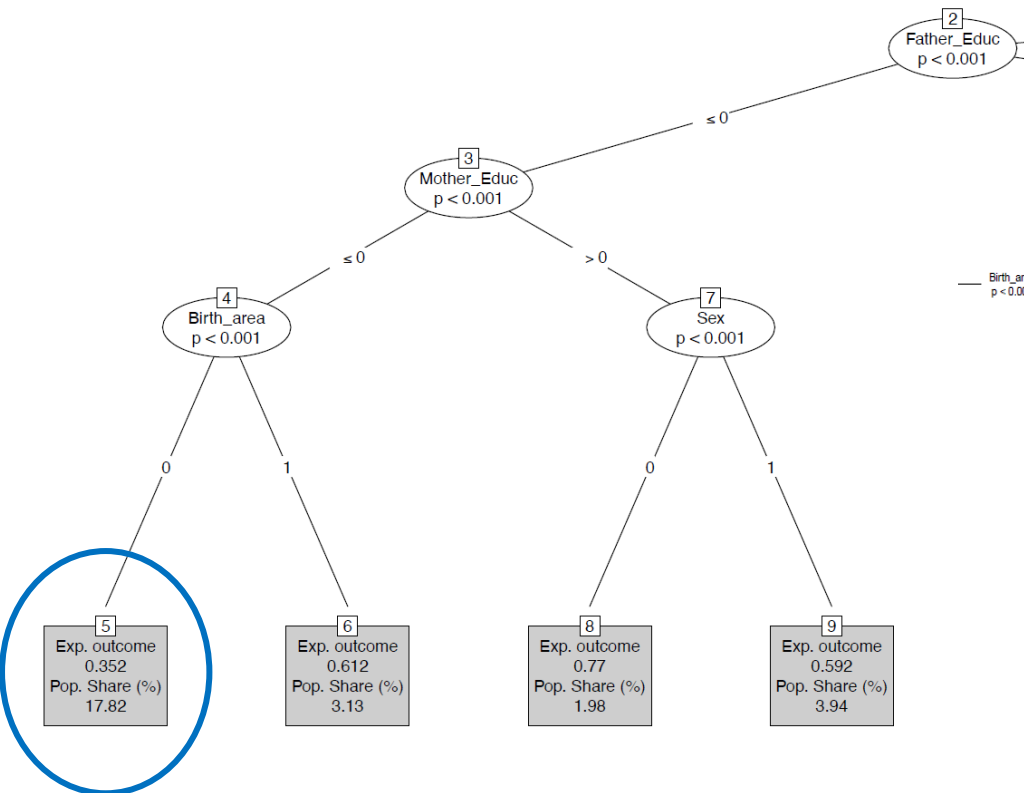 2
Father_Educ
p < 0.001
≤ 0
3
Mother_Educ
p < 0.001
≤ 0
> 0
Birth_ar
p < 0.00
4
Birth_area
p < 0.001
7
Sex
p < 0.001
0
1
0
1
5
Exp. outcome
0.352
Pop. Share (%)
17.82
6
Exp. outcome
0.612
Pop. Share (%)
3.13
8
Exp. outcome
0.77
Pop. Share (%)
1.98
9
Exp. outcome
0.592
Pop. Share (%)
3.94